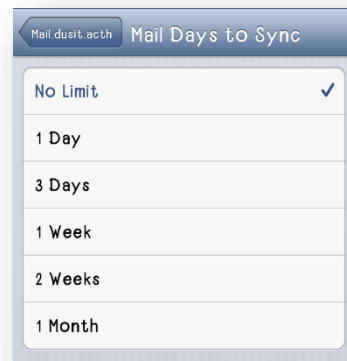 Mail.dusit.acth
Mail Days to Sync
No Limit
1 Day
3 Days
1 Week
2 Weeks
1 Month